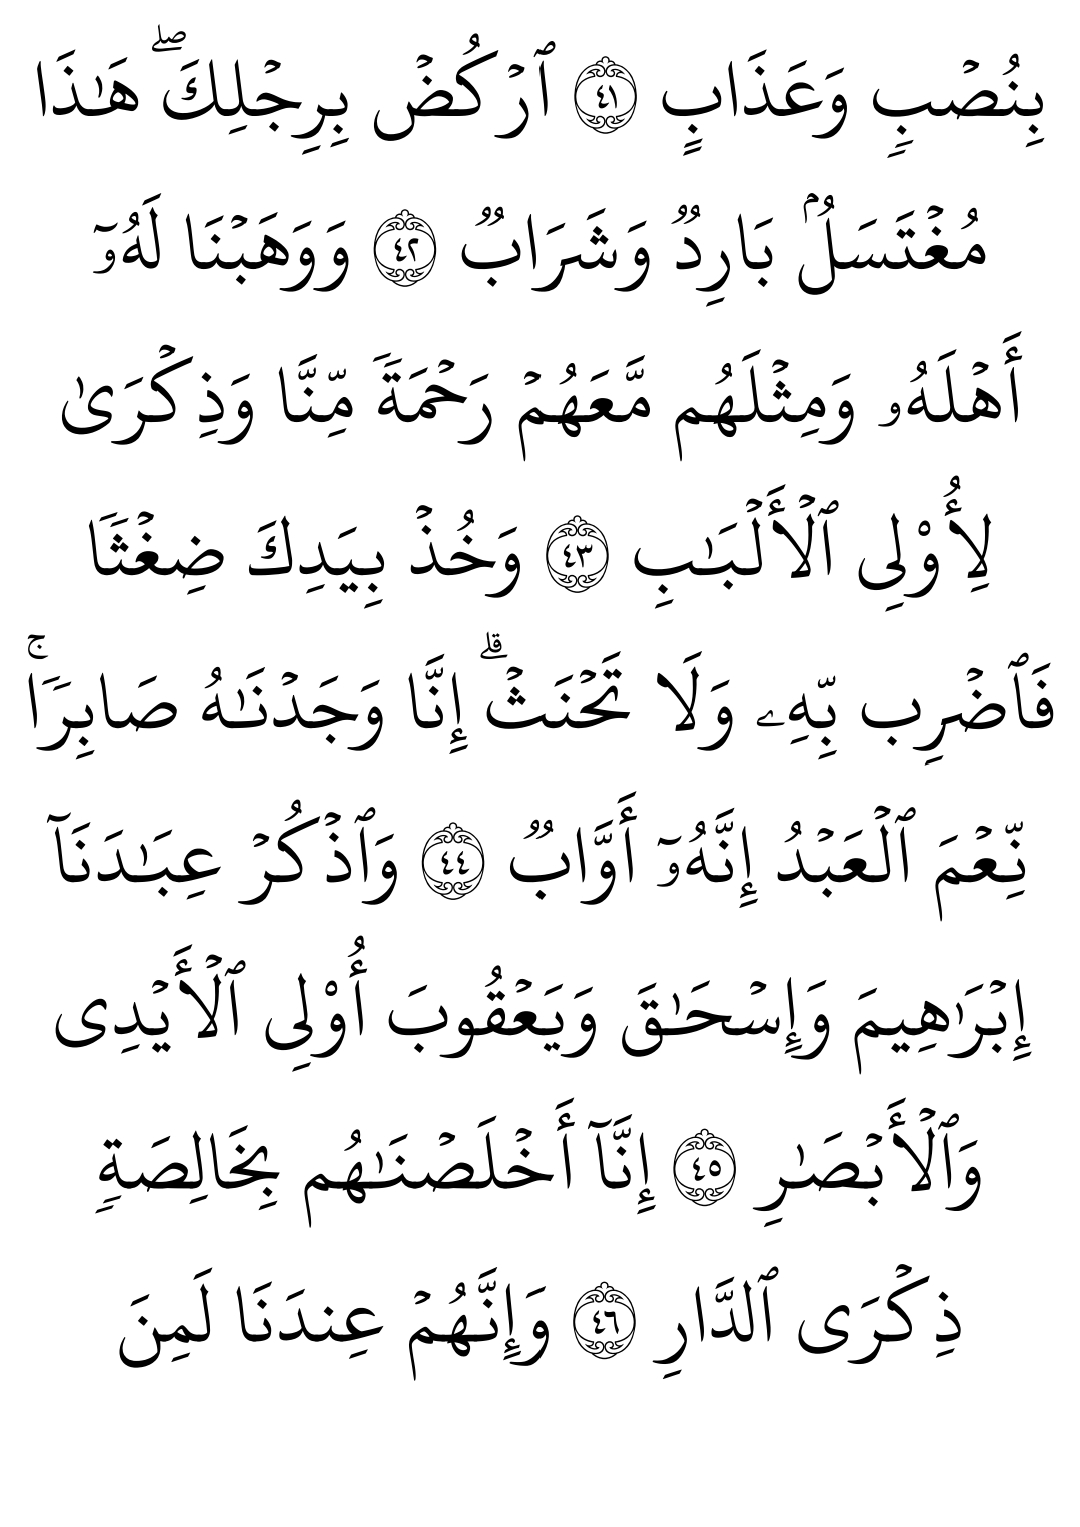 بِنُصۡبٖ وَعَذَابٍ ٤١ ٱرۡكُضۡ بِرِجۡلِكَۖ هَٰذَا
مُغۡتَسَلُۢ بَارِدٞ وَشَرَابٞ ٤٢ وَوَهَبۡنَا لَهُۥٓ
أَهۡلَهُۥ وَمِثۡلَهُم مَّعَهُمۡ رَحۡمَةٗ مِّنَّا وَذِكۡرَىٰ
لِأُوْلِي ٱلۡأَلۡبَٰبِ ٤٣ وَخُذۡ بِيَدِكَ ضِغۡثٗا
فَٱضۡرِب بِّهِۦ وَلَا تَحۡنَثۡۗ إِنَّا وَجَدۡنَٰهُ صَابِرٗاۚ
نِّعۡمَ ٱلۡعَبۡدُ إِنَّهُۥٓ أَوَّابٞ ٤٤ وَٱذۡكُرۡ عِبَٰدَنَآ
إِبۡرَٰهِيمَ وَإِسۡحَٰقَ وَيَعۡقُوبَ أُوْلِي ٱلۡأَيۡدِي
وَٱلۡأَبۡصَٰرِ ٤٥ إِنَّآ أَخۡلَصۡنَٰهُم بِخَالِصَةٖ
ذِكۡرَى ٱلدَّارِ ٤٦ وَإِنَّهُمۡ عِندَنَا لَمِنَ